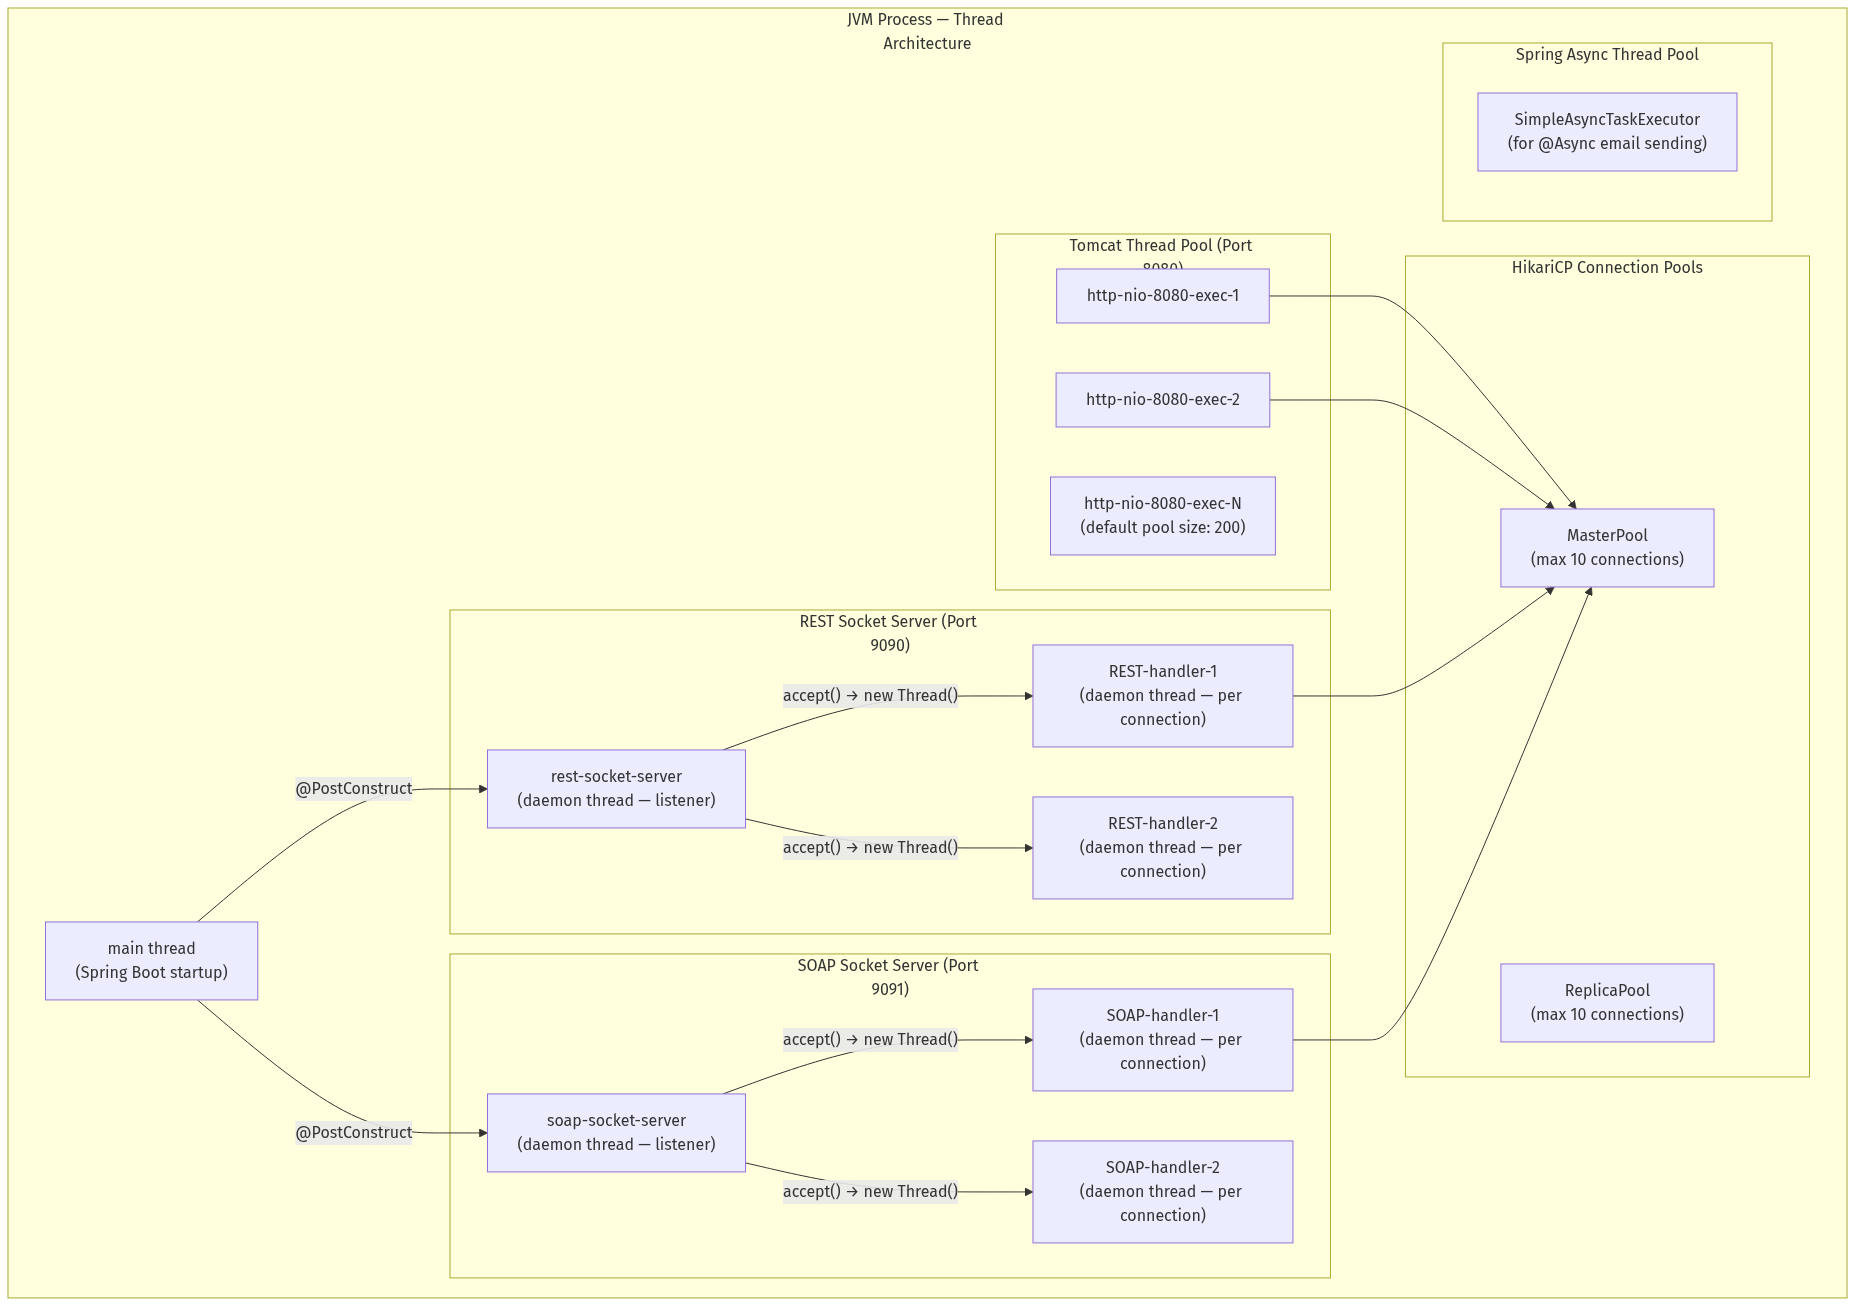 JVM Process — Thread
Architecture
Spring Async Thread Pool
SimpleAsyncTaskExecutor
(for @Async email sending)
Tomcat Thread Pool (Port
8080)
http-nio-8080-exec-1
http-nio-8080-exec-2
http-nio-8080-exec-N
(default pool size: 200)
HikariCP Connection Pools
MasterPool
(max 10 connections)
ReplicaPool
(max 10 connections)
REST Socket Server (Port
9090)
accept() → new Thread()
REST-handler-1
(daemon thread — per
connection)
rest-socket-server
(daemon thread — listener)
accept() → new Thread()
REST-handler-2
(daemon thread — per
connection)
@PostConstruct
main thread
(Spring Boot startup)
@PostConstruct
SOAP Socket Server (Port
9091)
accept() → new Thread()
SOAP-handler-1
(daemon thread — per
connection)
soap-socket-server
(daemon thread — listener)
accept() → new Thread()
SOAP-handler-2
(daemon thread — per
connection)